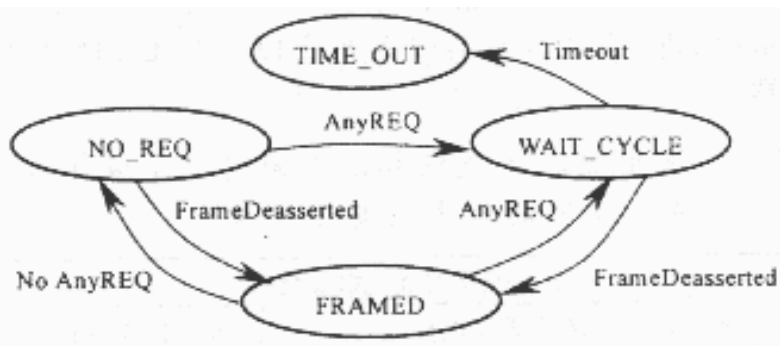 TIME_OUT
Timeout
AnyREQ
NO_REQ
WAIT_CYCLE
FrameDeasserted
AnyREQ
No AnyREQ
FrameDeasserted
FRAMED